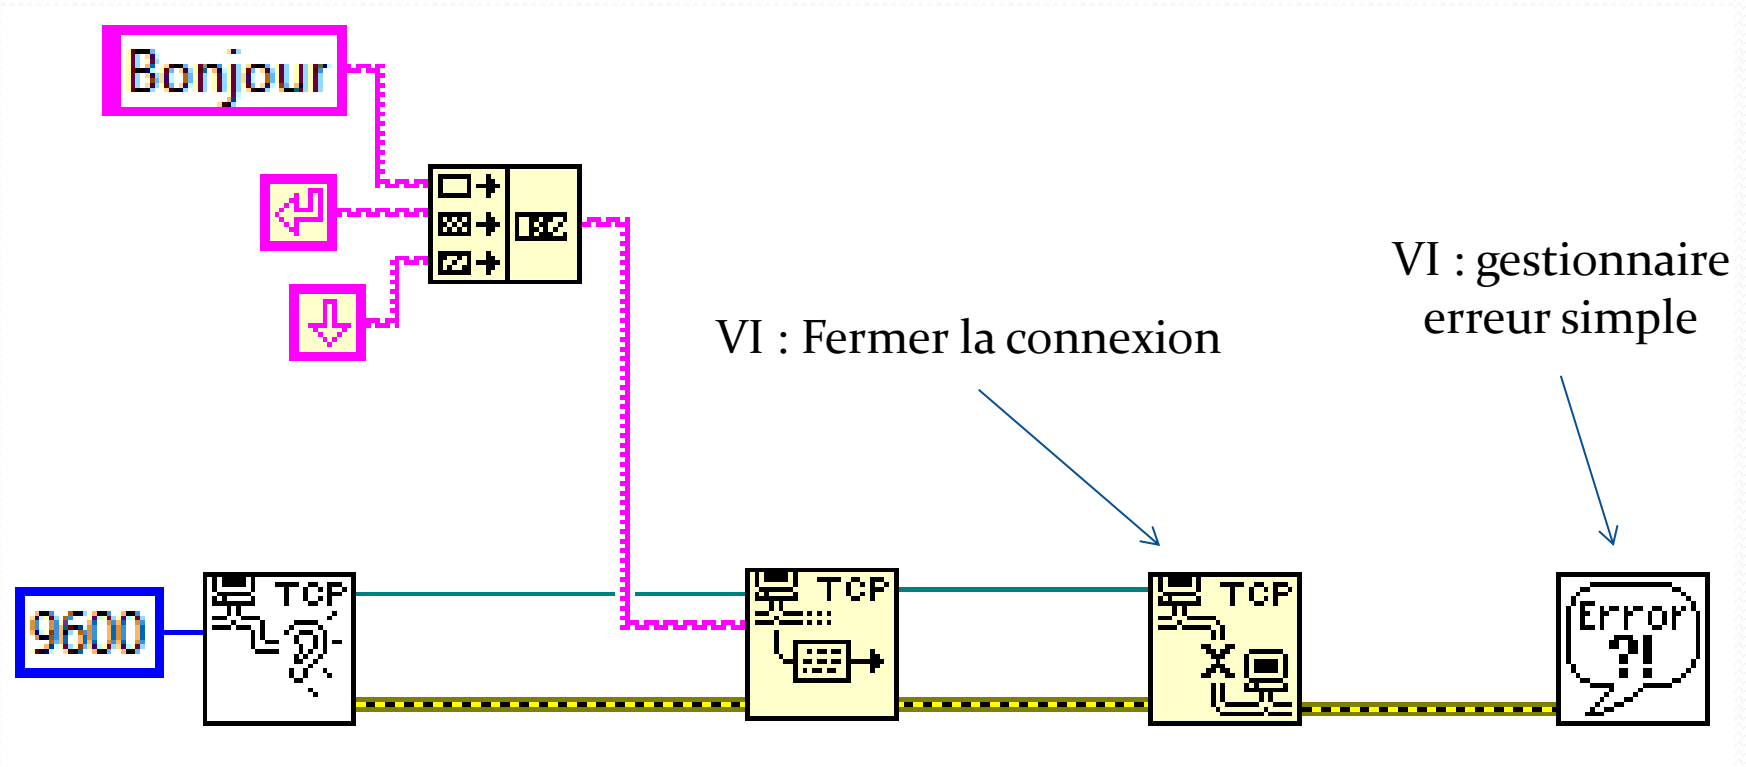 Bonjour
VI : gestionnaire
erreur simple
VI : Fermer la connexion
9600
TCP
TCP
TCP
Error
?!